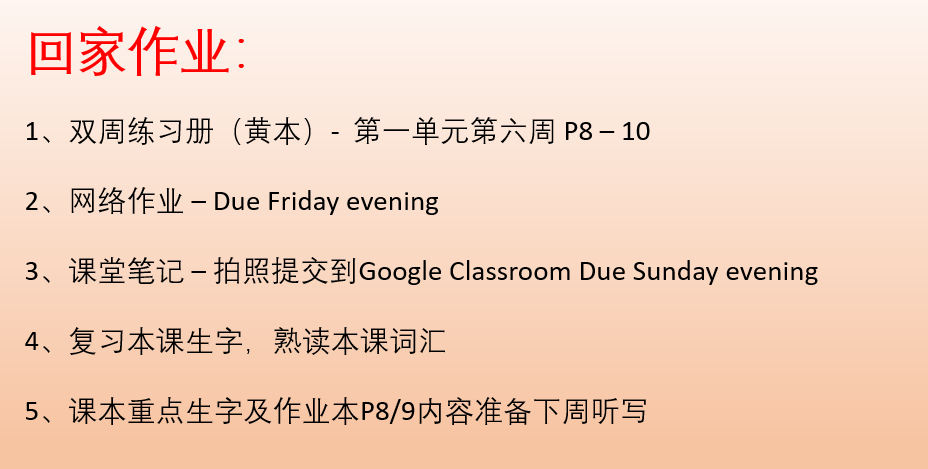 回家作业：
1、双周练习册（黄本）- 第一单元第六周 P8 – 10
2、网络作业 – Due Friday evening
3、课堂笔记 – 拍照提交到Google Classroom Due Sunday evening
4、复习本课生字，熟读本课词汇
5、课本重点生字及作业本P8/9内容准备下周听写